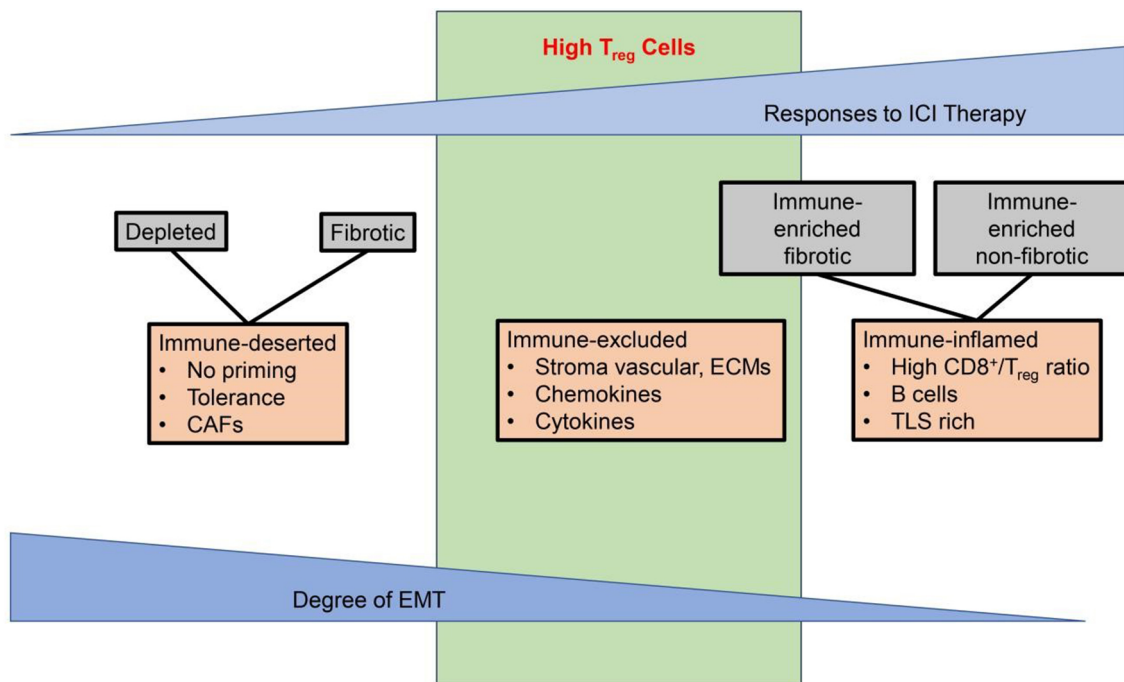 High Treg Cells
Responses to ICI Therapy
Depleted
Fibrotic
Immune-
enriched
fibrotic
Immune-
enriched
non-fibrotic
Immune-deserted
• No priming
• Tolerance
• CAFs
Immune-excluded
• Stroma vascular, ECMs
• Chemokines
• Cytokines
Immune-inflamed
• High CD8⁺/Treg ratio
• B cells
• TLS rich
Degree of EMT